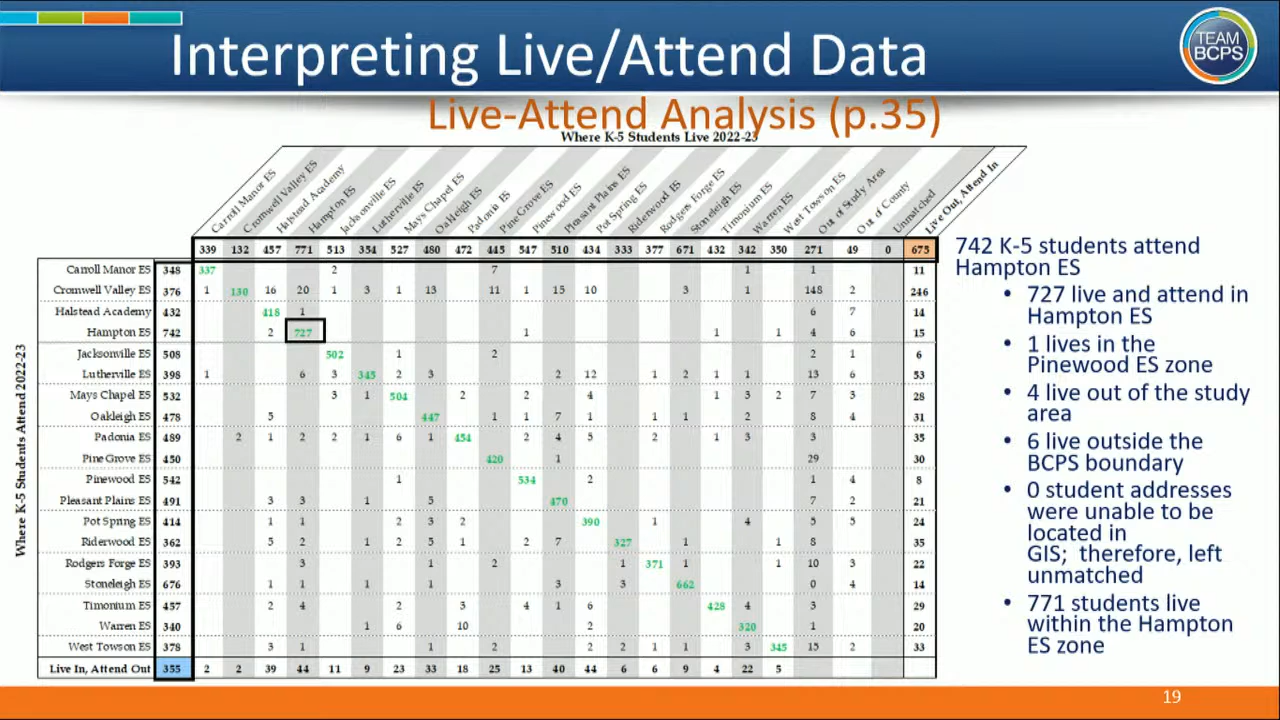 Interpreting Live/Attend Data
TEAM
BCPS
Live-Attend Analysis (p.35)
Where K-5 Students Live 2022-23
Carroll Manor ES
Cromwell Valley ES
Halstead Academy
Hampton ES
Jacksonville ES
Lutherville ES
Mays Chapel ES
Oakleigh ES
Padonia ES
Pine Grove ES
Pinewood ES
Pleasant Plains ES
Pot Spring ES
Riderwood ES
Rodgers Forge ES
Stoneleigh ES
Timonium ES
Warren ES
West Towson ES
Out of Study Area
Out of County
Unmatched
Live Out, Attend In
339 132 457 771 513 354 527 480 472 445 547 510 434 333 377 671 432 342 350 271 49 0 675
Where K-5 Students Attend 2022-23
Carroll Manor ES 348 337 2 7 1 1 11
Cromwell Valley ES 376 1 130 16 20 1 3 1 13 11 1 15 10 3 1 148 2 246
Halstead Academy 432 418 1 6 7 14
Hampton ES 742 2 727 1 1 1 4 6 15
Jacksonville ES 508 502 1 2 2 1 6
Lutherville ES 398 1 6 3 345 2 3 2 12 1 2 1 1 13 6 53
Mays Chapel ES 532 3 1 504 2 2 4 1 3 2 7 3 28
Oakleigh ES 478 5 447 1 1 7 1 1 1 2 8 4 31
Padonia ES 489 2 1 2 2 1 6 1 454 2 4 5 2 1 3 3 35
Pine Grove ES 450 420 1 29 30
Pinewood ES 542 1 534 2 1 4 8
Pleasant Plains ES 491 3 3 1 5 470 7 2 21
Pot Spring ES 414 1 1 2 3 2 390 1 4 5 5 24
Riderwood ES 362 5 2 1 2 5 1 2 7 327 1 1 8 35
Rodgers Forge ES 393 3 1 2 1 371 1 1 10 3 22
Stoneleigh ES 676 1 1 1 1 3 3 662 0 4 14
Timonium ES 457 2 4 2 3 4 1 6 428 4 3 29
Warren ES 340 1 6 10 2 320 1 20
West Towson ES 378 3 1 1 2 2 2 1 1 3 345 15 2 33
Live In, Attend Out 355 2 2 39 44 11 9 23 33 18 25 13 40 44 6 6 9 4 22 5
742 K-5 students attend
Hampton ES
• 727 live and attend in
Hampton ES
• 1 lives in the
Pinewood ES zone
• 4 live out of the study
area
• 6 live outside the
BCPS boundary
• 0 student addresses
were unable to be
located in
GIS; therefore, left
unmatched
• 771 students live
within the Hampton
ES zone
19